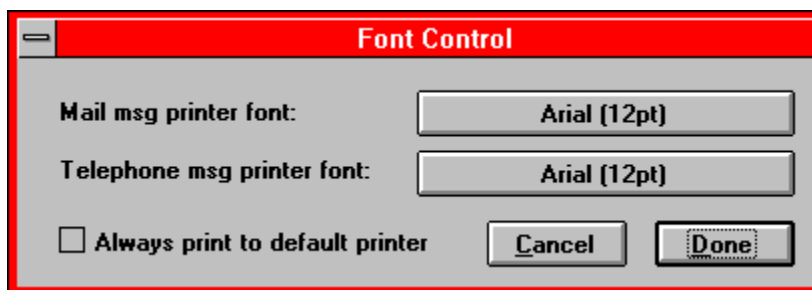 Font Control
Mail msg printer font: Arial (12pt)
Telephone msg printer font: Arial (12pt)
Always print to default printer Cancel Done